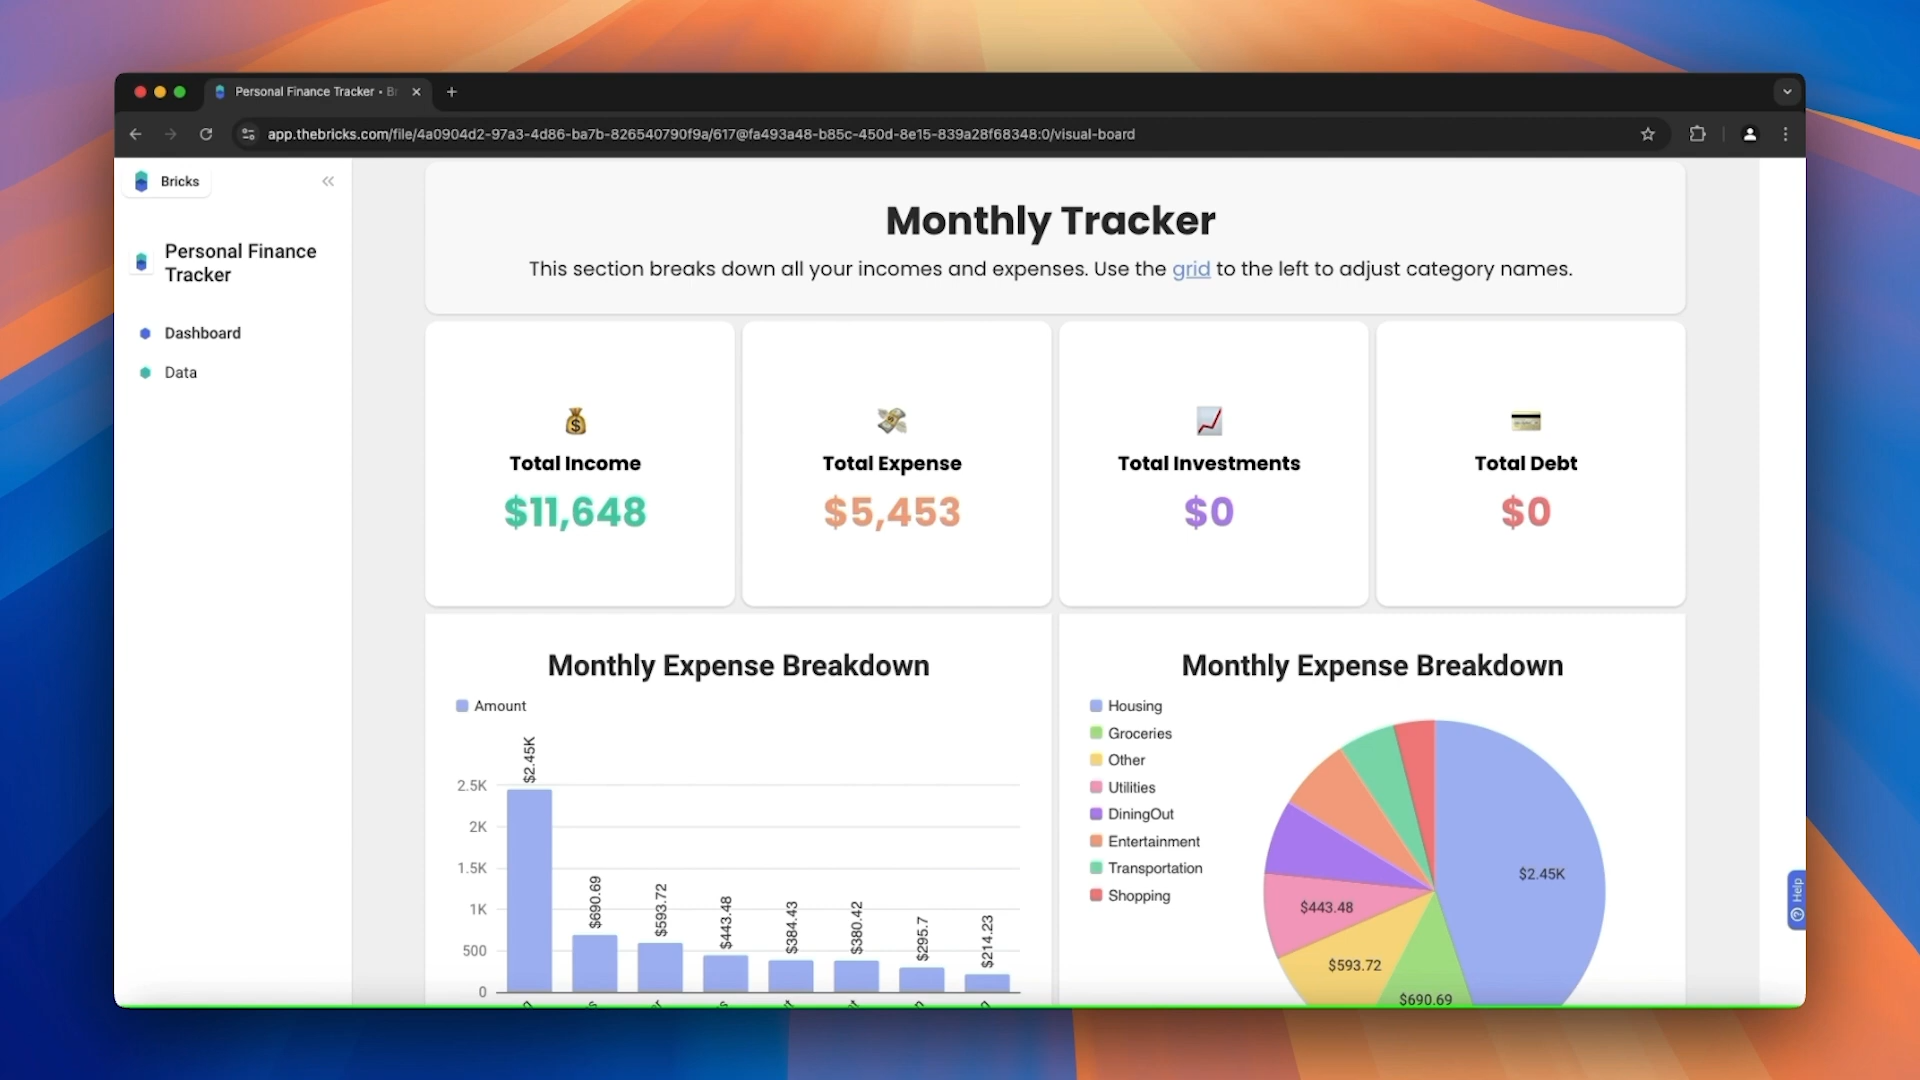 Personal Finance Tracker • Br
app.thebricks.com/file/4a0904d2-97a3-4d86-ba7b-826540790f9a/617@fa493a48-b85c-450d-8e15-839a28f68348:0/visual-board
Bricks
Personal Finance
Tracker
Dashboard
Data
Monthly Tracker
This section breaks down all your incomes and expenses. Use the grid to the left to adjust category names.
Total Income
$11,648
Total Expense
$5,453
Total Investments
$0
Total Debt
$0
Monthly Expense Breakdown
Amount
2.5K
2K
1.5K
1K
500
0
$2.45K
$690.69
$593.72
$443.48
$384.43
$380.42
$295.7
$214.23
Monthly Expense Breakdown
Housing
Groceries
Other
Utilities
DiningOut
Entertainment
Transportation
Shopping
$2.45K
$443.48
$593.72
$690.69
Help